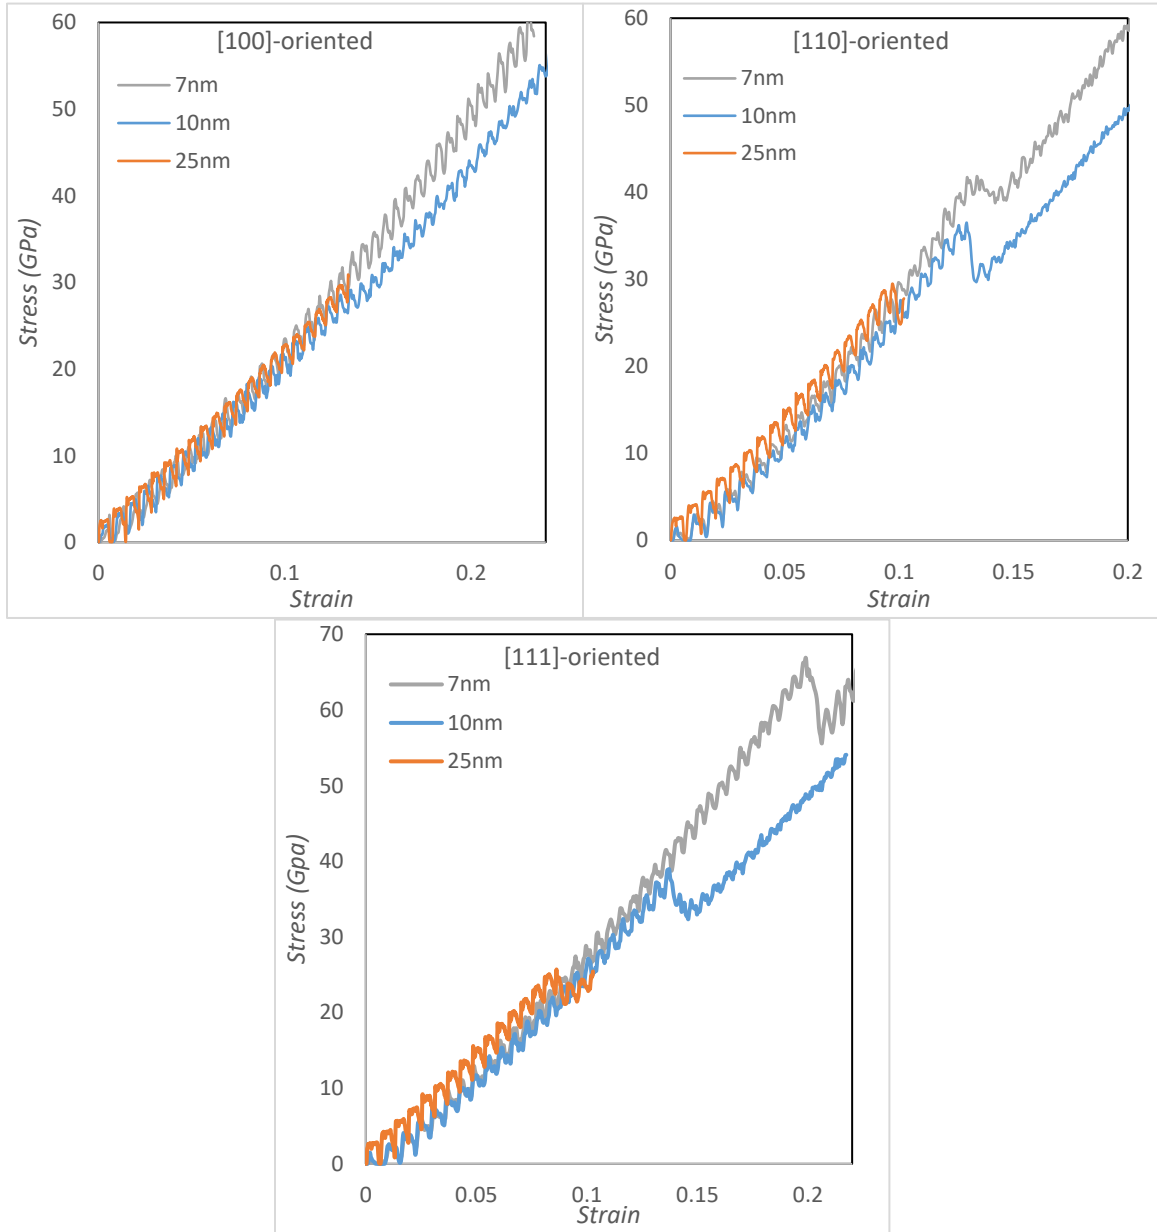 [100]-oriented
7nm
10nm
25nm
Stress (GPa)
60
50
40
30
20
10
0
0 0.1 0.2
Strain
[110]-oriented
7nm
10nm
25nm
Stress (GPa)
60
50
40
30
20
10
0
0 0.05 0.1 0.15 0.2
Strain
[111]-oriented
7nm
10nm
25nm
Stress (Gpa)
70
60
50
40
30
20
10
0
0 0.05 0.1 0.15 0.2
Strain